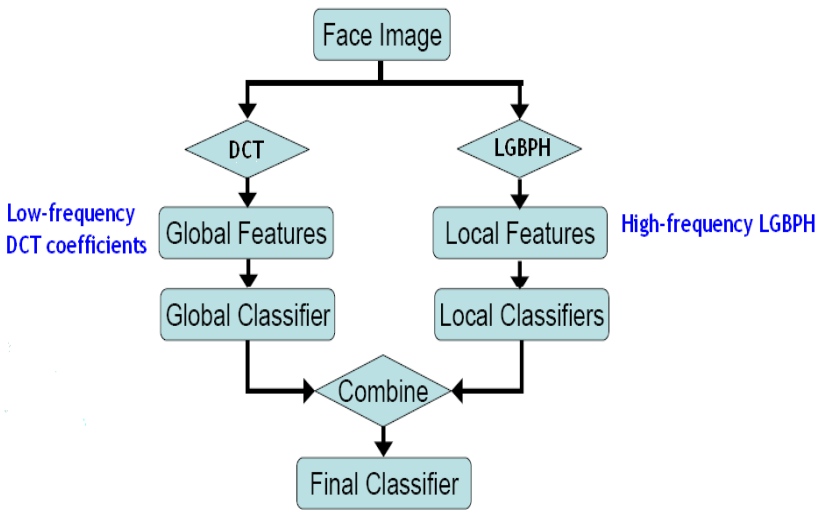 Face Image
DCT
LGBPH
Low-frequency
DCT coefficients
Global Features
Local Features
High-frequency LGBPH
Global Classifier
Local Classifiers
Combine
Final Classifier